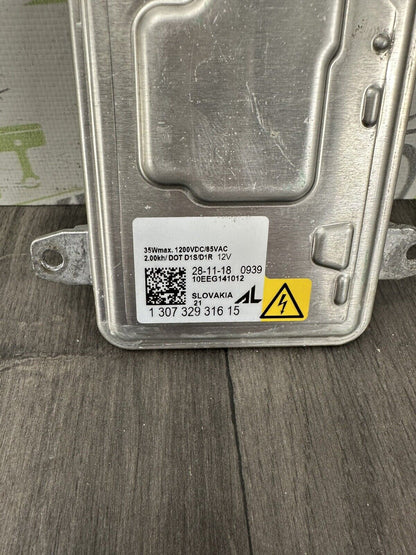 35Wmax. 1200VDC/85VAC
2.00kh/DOT D1S/D1R 12V
28-11-18 0939
10EEG141012
SLOVAKIA AL
21
1 307 329 316 15